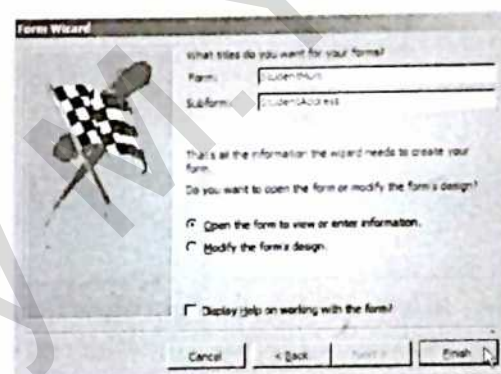 Form Wizard
What titles do you want for your forms?
Form:
Subform: StudentAddress
That's all the information the wizard needs to create your
form.
Do you want to open the form or modify the form's design?
Open the form to view or enter information.
Modify the form's design.
Display Help on working with the form?
Cancel < Back Next > Finish